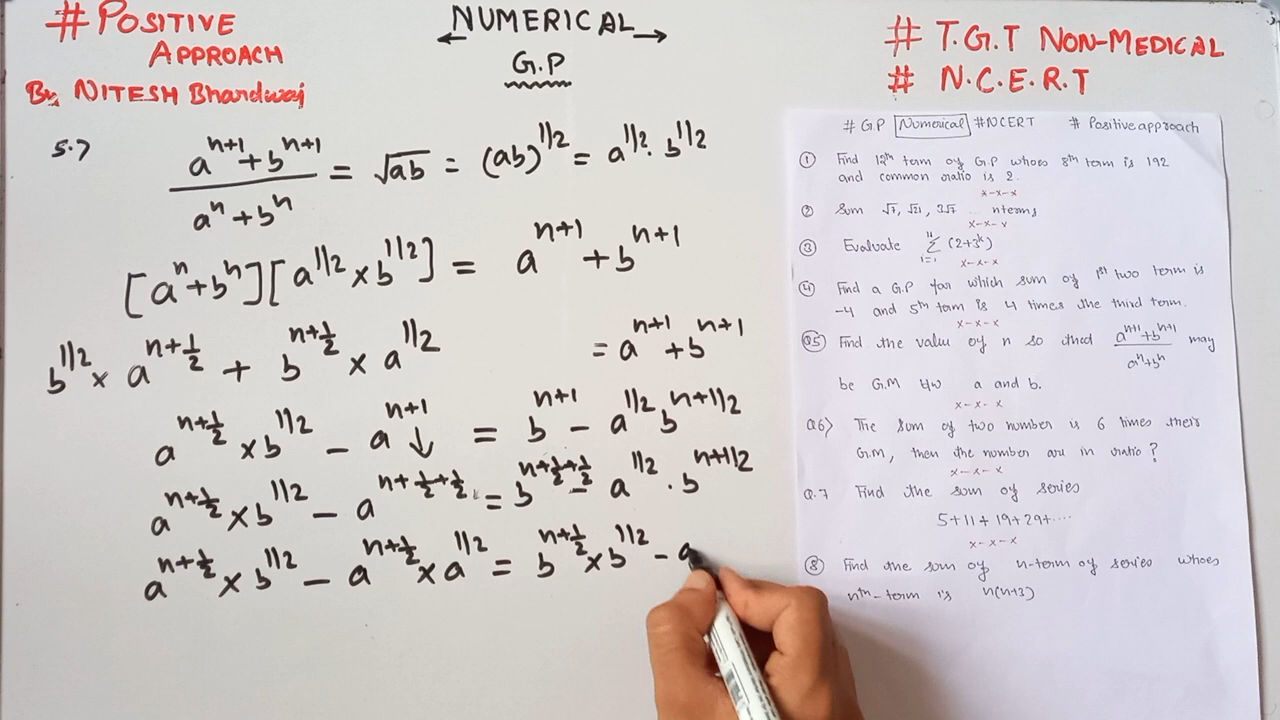 # POSITIVE
APPROACH
By NITESH Bhardwaj
NUMERICAL
G.P
# T.G.T NON-MEDICAL
# N.C.E.R.T
5.7
(a^{n+1} + b^{n+1}) / (a^n + b^n) = √ab = (ab)^{1/2} = a^{1/2} . b^{1/2}
[a^n + b^n] [a^{1/2} × b^{1/2}] = a^{n+1} + b^{n+1}
b^{1/2} × a^{n+1/2} + b^{n+1/2} × a^{1/2} = a^{n+1} + b^{n+1}
a^{n+1/2} × b^{1/2} - a^{n+1} ↓ = b^{n+1} - a^{1/2} b^{n+1/2}
a^{n+1/2} × b^{1/2} - a^{n+1/2+1/2} = b^{n+1/2+1/2} - a^{1/2} . b^{n+1/2}
a^{n+1/2} × b^{1/2} - a^{n+1/2} × a^{1/2} = b^{n+1/2} × b^{1/2} - a
# G.P Numerical #NCERT # Positive approach
① Find 12th term of G.P whose 8th term is 192
and common ratio is 2.
x-x-x
② Sum √7, √21, 3√7 ... n terms
x-x-x
③ Evaluate Σ (2+3^k)
x-x-x
④ Find a G.P for which sum of 1st two term is
-4 and 5th term is 4 times the third term.
x-x-x
Q5 Find the value of n so that (a^{n+1} + b^{n+1}) / (a^n + b^n) may
be G.M b/w a and b.
x-x-x
Q6> The sum of two number is 6 times their
G.M, then the number are in ratio?
x-x-x
Q.7 Find the sum of series
5+11+19+29+....
x-x-x
⑧ Find the sum of n-term of series whoes
nth-term is n(n+3)